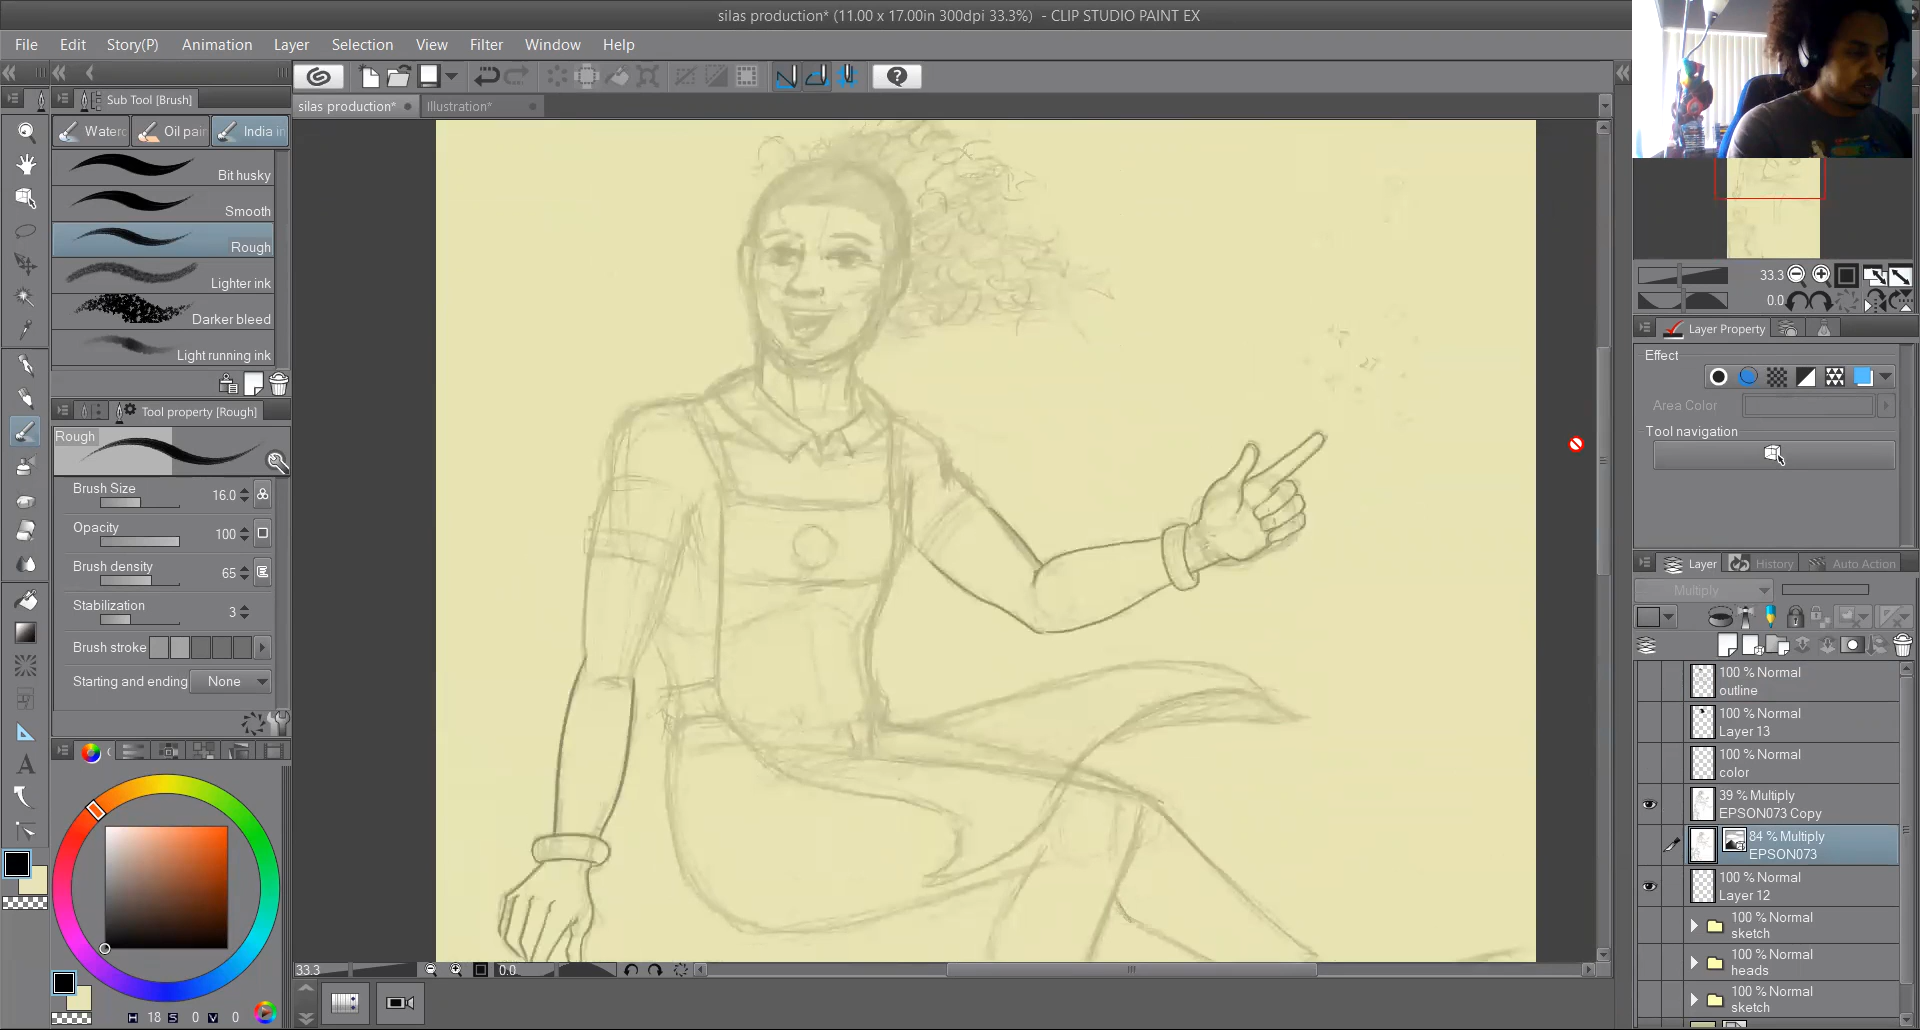 silas production* (11.00 x 17.00in 300dpi 33.3%) - CLIP STUDIO PAINT EX
File Edit Story(P) Animation Layer Selection View Filter Window Help
Sub Tool [Brush]
silas production*
Illustration*
Waterc
Oil pai
India in
Bit husky
Smooth
Rough
Lighter ink
Darker bleed
Light running ink
Tool property [Rough]
Rough
Brush Size 16.0
Opacity 100
Brush density 65
Stabilization 3
Brush stroke
Starting and ending None
H 18 S 0 V 0
33.3
0.0
33.3
0.0
Layer Property
Effect
Area Color
Tool navigation
Layer
History
Auto Action
Multiply
100 % Normal
outline
100 % Normal
Layer 13
100 % Normal
color
39 % Multiply
EPSON073 Copy
84 % Multiply
EPSON073
100 % Normal
Layer 12
100 % Normal
sketch
100 % Normal
heads
100 % Normal
sketch